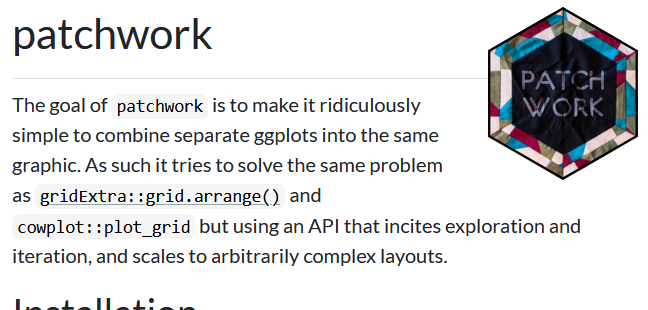 patchwork
PATCH
WORK
The goal of patchwork is to make it ridiculously
simple to combine separate ggplots into the same
graphic. As such it tries to solve the same problem
as gridExtra::grid.arrange() and
cowplot::plot_grid but using an API that incites exploration and
iteration, and scales to arbitrarily complex layouts.
Installation